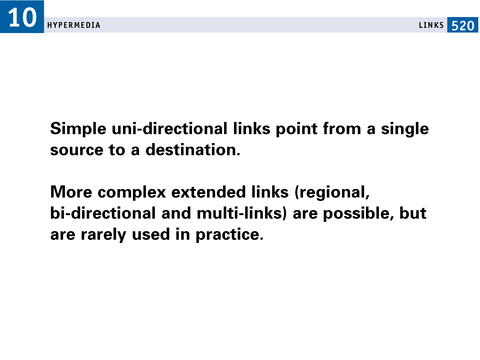 10
HYPERMEDIA
LINKS 520
Simple uni-directional links point from a single
source to a destination.
More complex extended links (regional,
bi-directional and multi-links) are possible, but
are rarely used in practice.